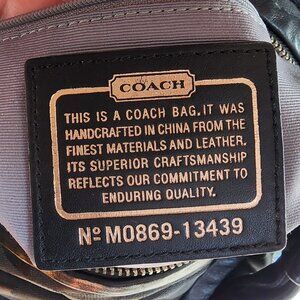 COACH
THIS IS A COACH BAG. IT WAS
HANDCRAFTED IN CHINA FROM THE
FINEST MATERIALS AND LEATHER.
ITS SUPERIOR CRAFTSMANSHIP
REFLECTS OUR COMMITMENT TO
ENDURING QUALITY.
Nº M0869-13439